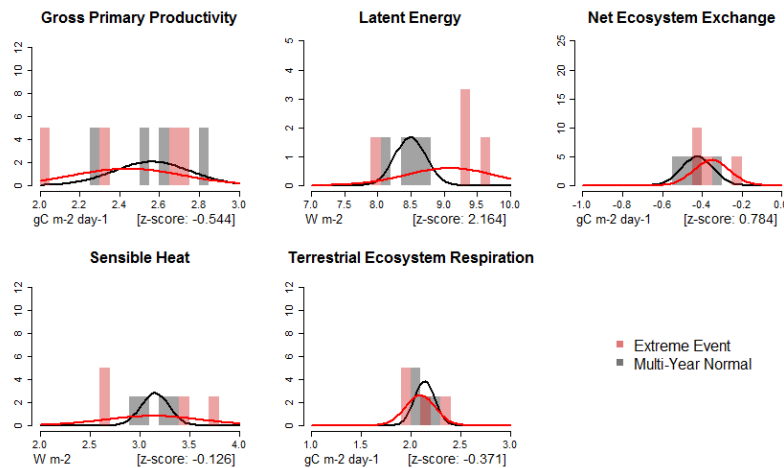 Gross Primary Productivity
12
10
8
6
4
2
0
2.0 2.2 2.4 2.6 2.8 3.0
gC m-2 day-1 [z-score: -0.544]
Latent Energy
5
4
3
2
1
0
7.0 7.5 8.0 8.5 9.0 9.5 10.0
W m-2 [z-score: 2.164]
Net Ecosystem Exchange
25
20
15
10
5
0
-1.0 -0.8 -0.6 -0.4 -0.2 0.0
gC m-2 day-1 [z-score: 0.784]
Sensible Heat
12
10
8
6
4
2
0
2.0 2.5 3.0 3.5 4.0
W m-2 [z-score: -0.126]
Terrestrial Ecosystem Respiration
12
10
8
6
4
2
0
1.0 1.5 2.0 2.5 3.0
gC m-2 day-1 [z-score: -0.371]
Extreme Event
Multi-Year Normal